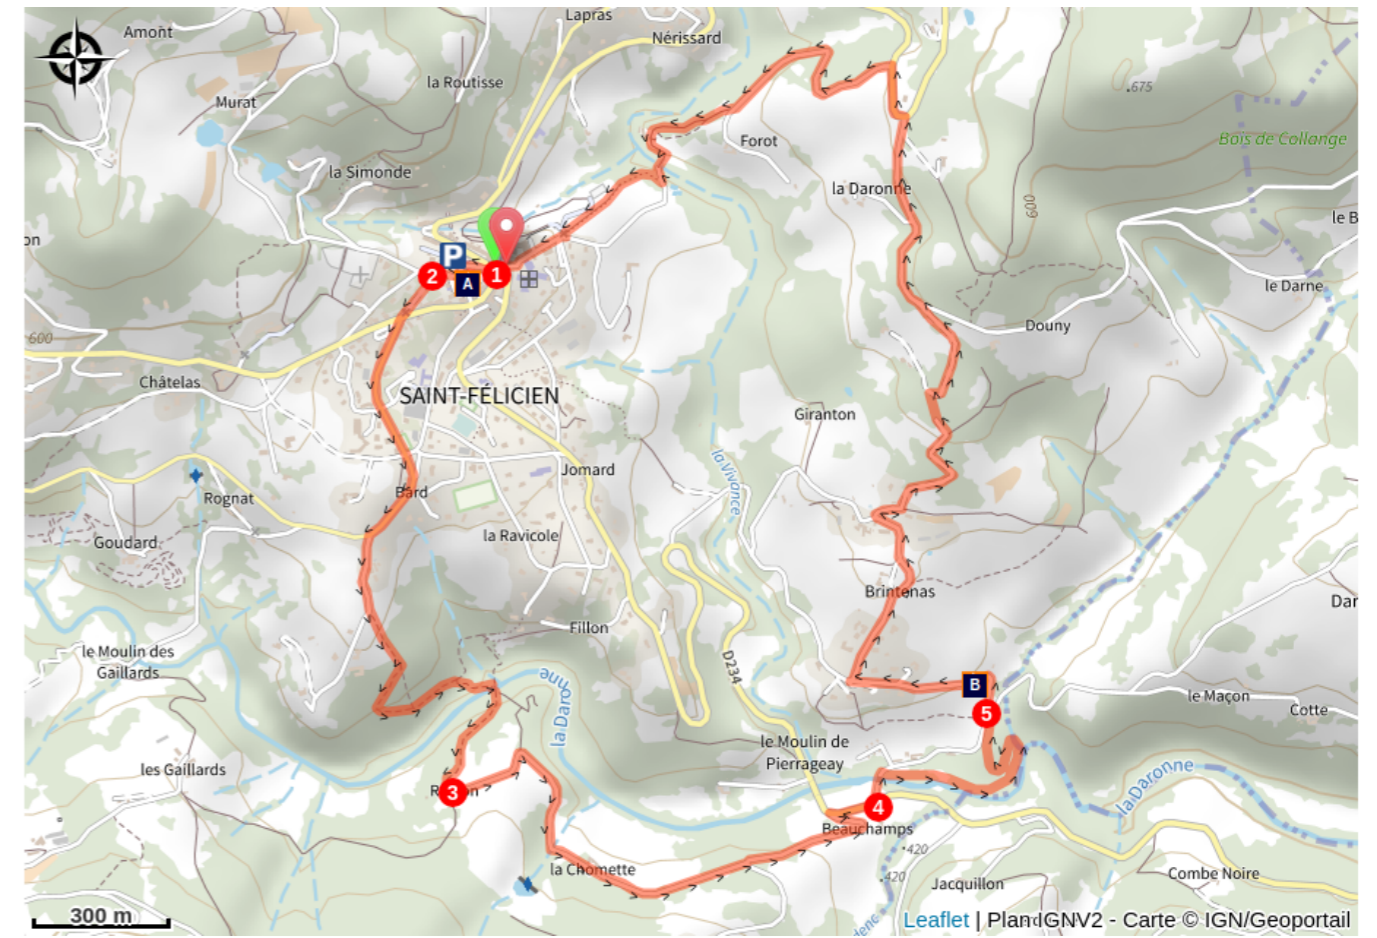 Lapras
Amont
Nérissard
la Routisse
.675
Murat
Bois de Collange
Forot
la Simonde
la Daronne
600
le B
on
P
2
A
1
le Darne
Douny
600
Châtelas
SAINT-FÉLICIEN
Giranton
la Vivance
Jomard
Rognat
Bard
Goudard
la Ravicole
Brintenas
Dar
Fillon
le Moulin des
Gaillards
D234
la Daronne
B
le Maçon
5
Cotte
le Moulin de
Pierrageay
les Gaillards
la Daronne
3
4
Beauchamps
.420
la Chomette
Combe Noire
.420
Jacquillon
300 m
Leaflet | PlanIGNV2 - Carte © IGN/Geoportail